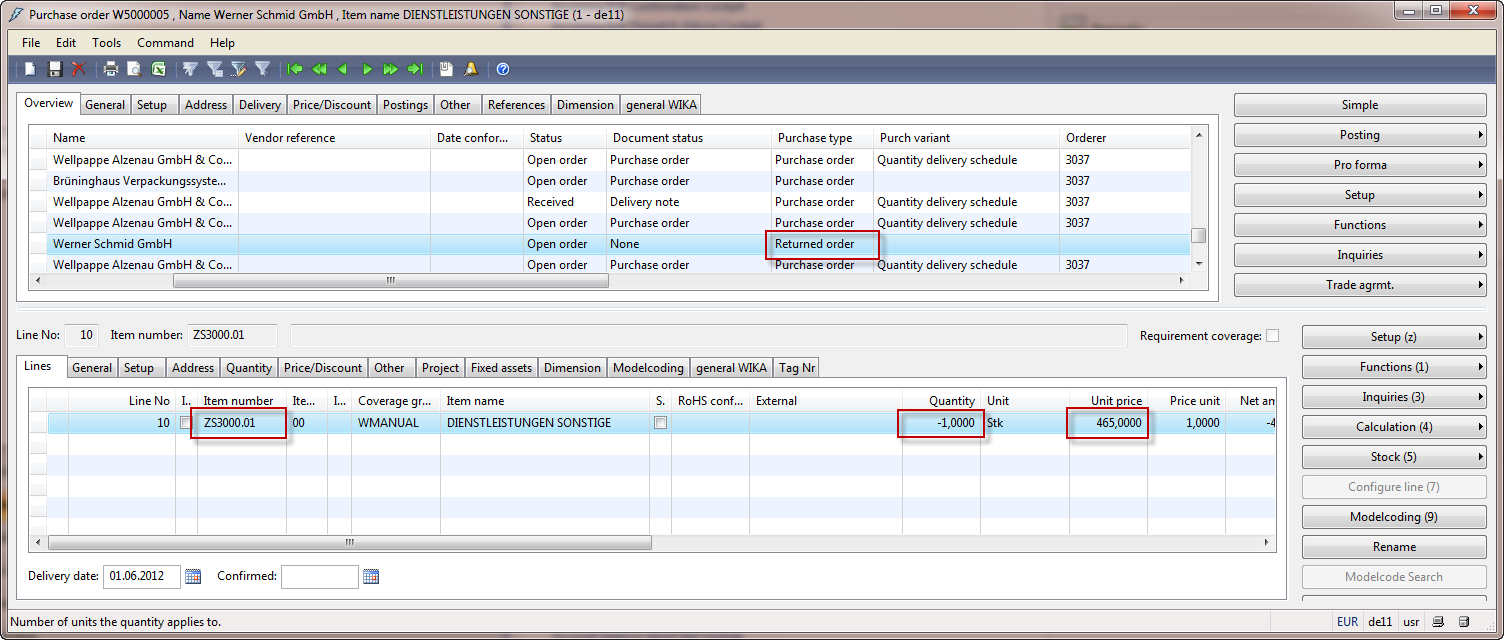 Purchase order W5000005 , Name Werner Schmid GmbH , Item name DIENSTLEISTUNGEN SONSTIGE (1 - de11)
File Edit Tools Command Help
Overview General Setup Address Delivery Price/Discount Postings Other References Dimension general WIKA
Name Vendor reference Date confor... Status Document status Purchase type Purch variant Orderer
Wellpappe Alzenau GmbH & Co... Open order Purchase order Purchase order Quantity delivery schedule 3037
Brüninghaus Verpackungssyste... Open order Purchase order Purchase order 3037
Wellpappe Alzenau GmbH & Co... Received Delivery note Purchase order Quantity delivery schedule 3037
Wellpappe Alzenau GmbH & Co... Open order Purchase order Purchase order Quantity delivery schedule 3037
Werner Schmid GmbH Open order None Returned order
Wellpappe Alzenau GmbH & Co... Open order Purchase order Purchase order Quantity delivery schedule 3037
Simple
Posting
Pro forma
Setup
Functions
Inquiries
Trade agrmt.
Line No: 10 Item number: ZS3000.01 Requirement coverage:
Lines General Setup Address Quantity Price/Discount Other Project Fixed assets Dimension Modelcoding general WIKA Tag Nr
Line No I.. Item number Ite... I... Coverage gr... Item name S. RoHS conf... External Quantity Unit Unit price Price unit Net am
10 ZS3000.01 00 WMANUAL DIENSTLEISTUNGEN SONSTIGE -1,0000 Stk 465,0000 1,0000 -4
Delivery date: 01.06.2012 Confirmed:
Setup (z)
Functions (1)
Inquiries (3)
Calculation (4)
Stock (5)
Configure line (7)
Modelcoding (9)
Rename
Modelcode Search
Number of units the quantity applies to. EUR de11 usr